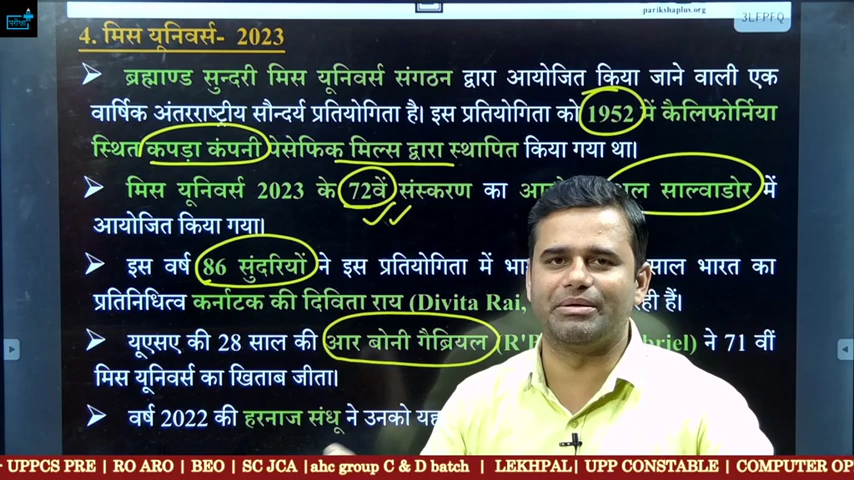 परीक्षा
parikshaplus.org
3LFPFQ
4. मिस यूनिवर्स- 2023
➤ ब्रह्माण्ड सुन्दरी मिस यूनिवर्स संगठन द्वारा आयोजित किया जाने वाली एक
वार्षिक अंतरराष्ट्रीय सौन्दर्य प्रतियोगिता है। इस प्रतियोगिता को 1952 में कैलिफोर्निया
स्थित कपड़ा कंपनी पेसेफिक मिल्स द्वारा स्थापित किया गया था।
➤ मिस यूनिवर्स 2023 के 72वें संस्करण का साल्वाडोर में
आयोजित किया गया।
➤ इस वर्ष 86 सुंदरियों ने इस प्रतियोगिता में साल भारत का
प्रतिनिधित्व कर्नाटक की दिविता राय (Divita Rai, रही हैं।
➤ यूएसए की 28 साल की आर बोनी गैब्रियल (R'B briel) ने 71 वीं
मिस यूनिवर्स का खिताब जीता।
➤ वर्ष 2022 की हरनाज संधू ने उनको यह
UPPCS PRE | RO ARO | BEO | SC JCA |ahc group C & D batch | LEKHPAL| UPP CONSTABLE | COMPUTER OP